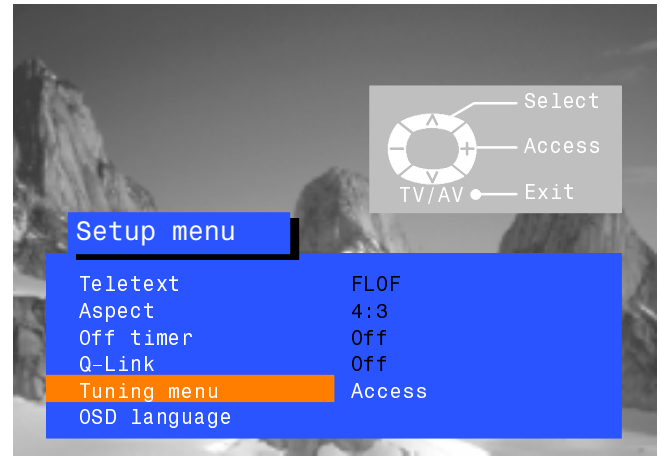 Select
Access
TV/AV Exit
Setup menu
Teletext FLOF
Aspect 4:3
Off timer Off
Q-Link Off
Tuning menu Access
OSD language